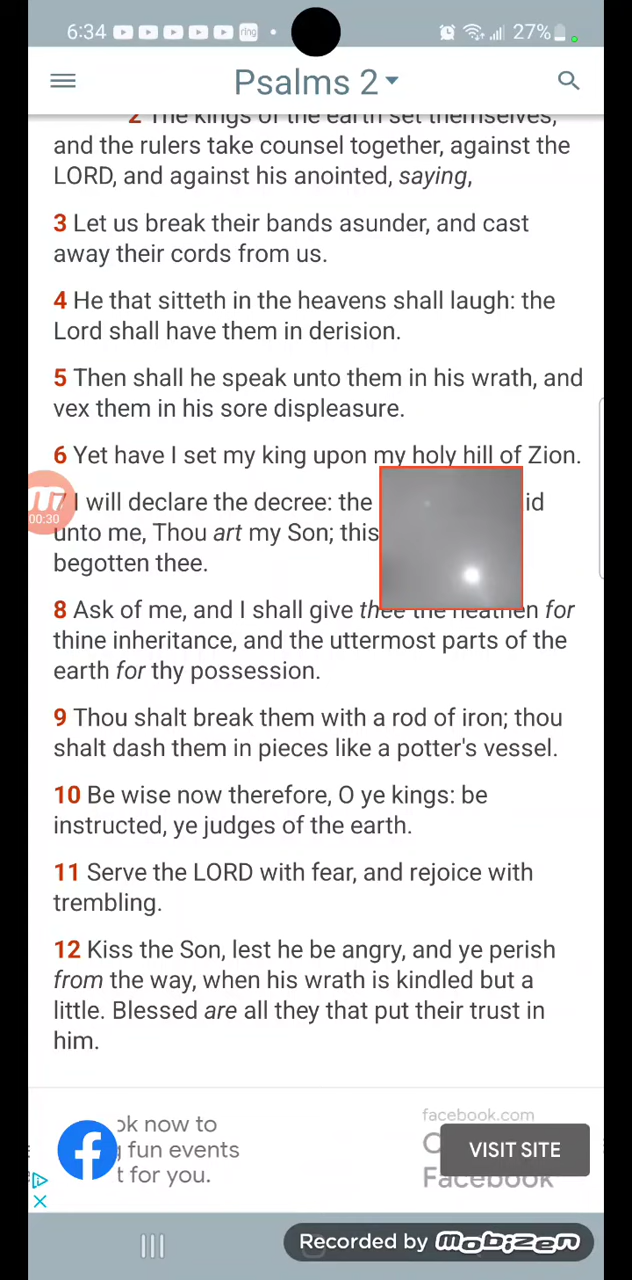 6:34 ring 27%
Psalms 2
2 The kings of the earth set themselves,
and the rulers take counsel together, against the
LORD, and against his anointed, saying,
3 Let us break their bands asunder, and cast
away their cords from us.
4 He that sitteth in the heavens shall laugh: the
Lord shall have them in derision.
5 Then shall he speak unto them in his wrath, and
vex them in his sore displeasure.
6 Yet have I set my king upon my holy hill of Zion.
7 I will declare the decree: the id
00:30
unto me, Thou art my Son; this
begotten thee.
8 Ask of me, and I shall give thee the heathen for
thine inheritance, and the uttermost parts of the
earth for thy possession.
9 Thou shalt break them with a rod of iron; thou
shalt dash them in pieces like a potter's vessel.
10 Be wise now therefore, O ye kings: be
instructed, ye judges of the earth.
11 Serve the LORD with fear, and rejoice with
trembling.
12 Kiss the Son, lest he be angry, and ye perish
from the way, when his wrath is kindled but a
little. Blessed are all they that put their trust in
him.
ok now to
fun events
t for you.
facebook.com
Facebook
VISIT SITE
Recorded by mobizen